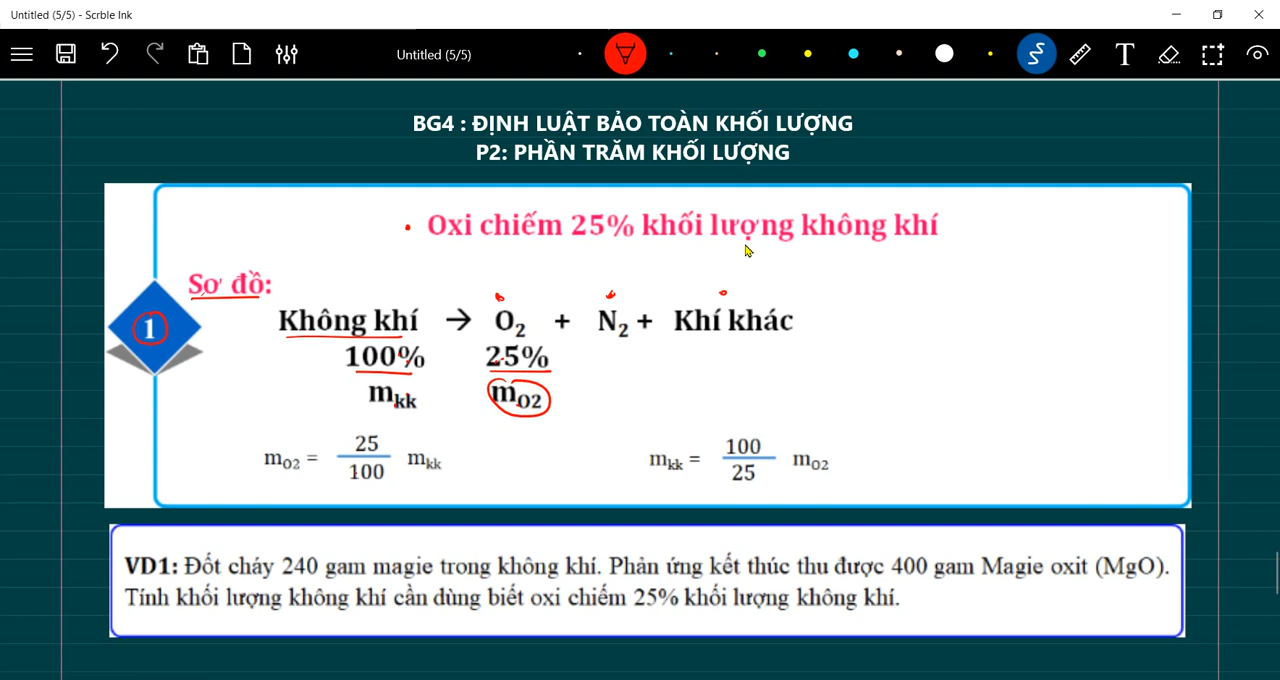 Untitled (5/5) - Scrble Ink
Untitled (5/5)
BG4 : ĐỊNH LUẬT BẢO TOÀN KHỐI LƯỢNG
P2: PHẦN TRĂM KHỐI LƯỢNG
• Oxi chiếm 25% khối lượng không khí
Sơ đồ:
1
Không khí → O₂ + N₂ + Khí khác
100% 25%
mₖₖ m_O2
m_O2 = 25/100 mₖₖ mₖₖ = 100/25 m_O2
VD1: Đốt cháy 240 gam magie trong không khí. Phản ứng kết thúc thu được 400 gam Magie oxit (MgO).
Tính khối lượng không khí cần dùng biết oxi chiếm 25% khối lượng không khí.